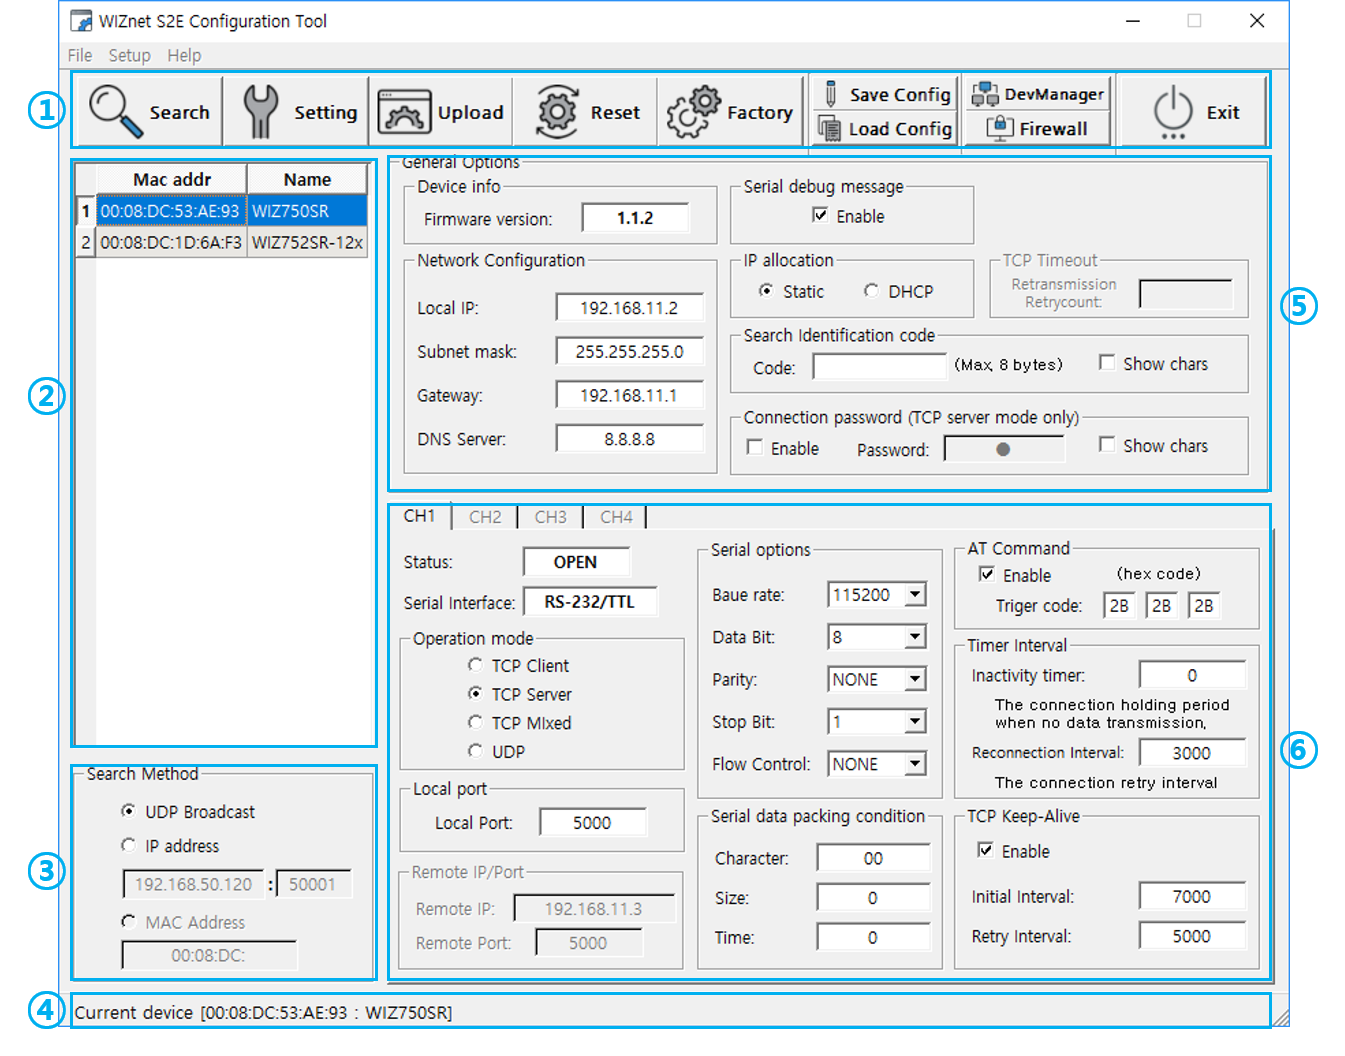 WIZnet S2E Configuration Tool
File Setup Help
① Search Setting Upload Reset Factory Save Config Load Config DevManager Firewall Exit
Mac addr Name
1 00:08:DC:53:AE:93 WIZ750SR
2 00:08:DC:1D:6A:F3 WIZ752SR-12x
②
Search Method
UDP Broadcast
IP address
192.168.50.120 : 50001
MAC Address
00:08:DC:
③
General Options
Device info
Firmware version: 1.1.2
Network Configuration
Local IP: 192.168.11.2
Subnet mask: 255.255.255.0
Gateway: 192.168.11.1
DNS Server: 8.8.8.8
Serial debug message
Enable
IP allocation
Static DHCP
TCP Timeout
Retransmission
Retrycount:
Search Identification code
Code: (Max, 8 bytes) Show chars
Connection password (TCP server mode only)
Enable Password: ● Show chars
⑤
CH1 CH2 CH3 CH4
Status: OPEN
Serial Interface: RS-232/TTL
Operation mode
TCP Client
TCP Server
TCP MIxed
UDP
Local port
Local Port: 5000
Remote IP/Port
Remote IP: 192.168.11.3
Remote Port: 5000
Serial options
Baue rate: 115200
Data Bit: 8
Parity: NONE
Stop Bit: 1
Flow Control: NONE
Serial data packing condition
Character: 00
Size: 0
Time: 0
AT Command
Enable (hex code)
Triger code: 2B 2B 2B
Timer Interval
Inactivity timer: 0
The connection holding period
when no data transmission,
Reconnection Interval: 3000
The connection retry interval
TCP Keep-Alive
Enable
Initial Interval: 7000
Retry Interval: 5000
⑥
④ Current device [00:08:DC:53:AE:93 : WIZ750SR]